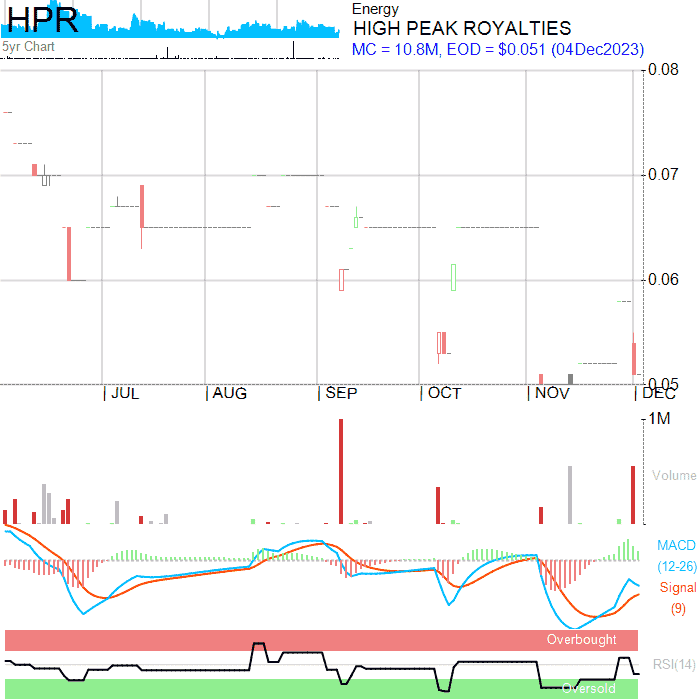 HPR
5yr Chart
Energy
HIGH PEAK ROYALTIES
MC = 10.8M, EOD = $0.051 (04Dec2023)
0.08
0.07
0.06
0.05
JUL
AUG
SEP
OCT
NOV
DEC
1M
Volume
MACD
(12-26)
Signal
(9)
Overbought
RSI(14)
Oversold